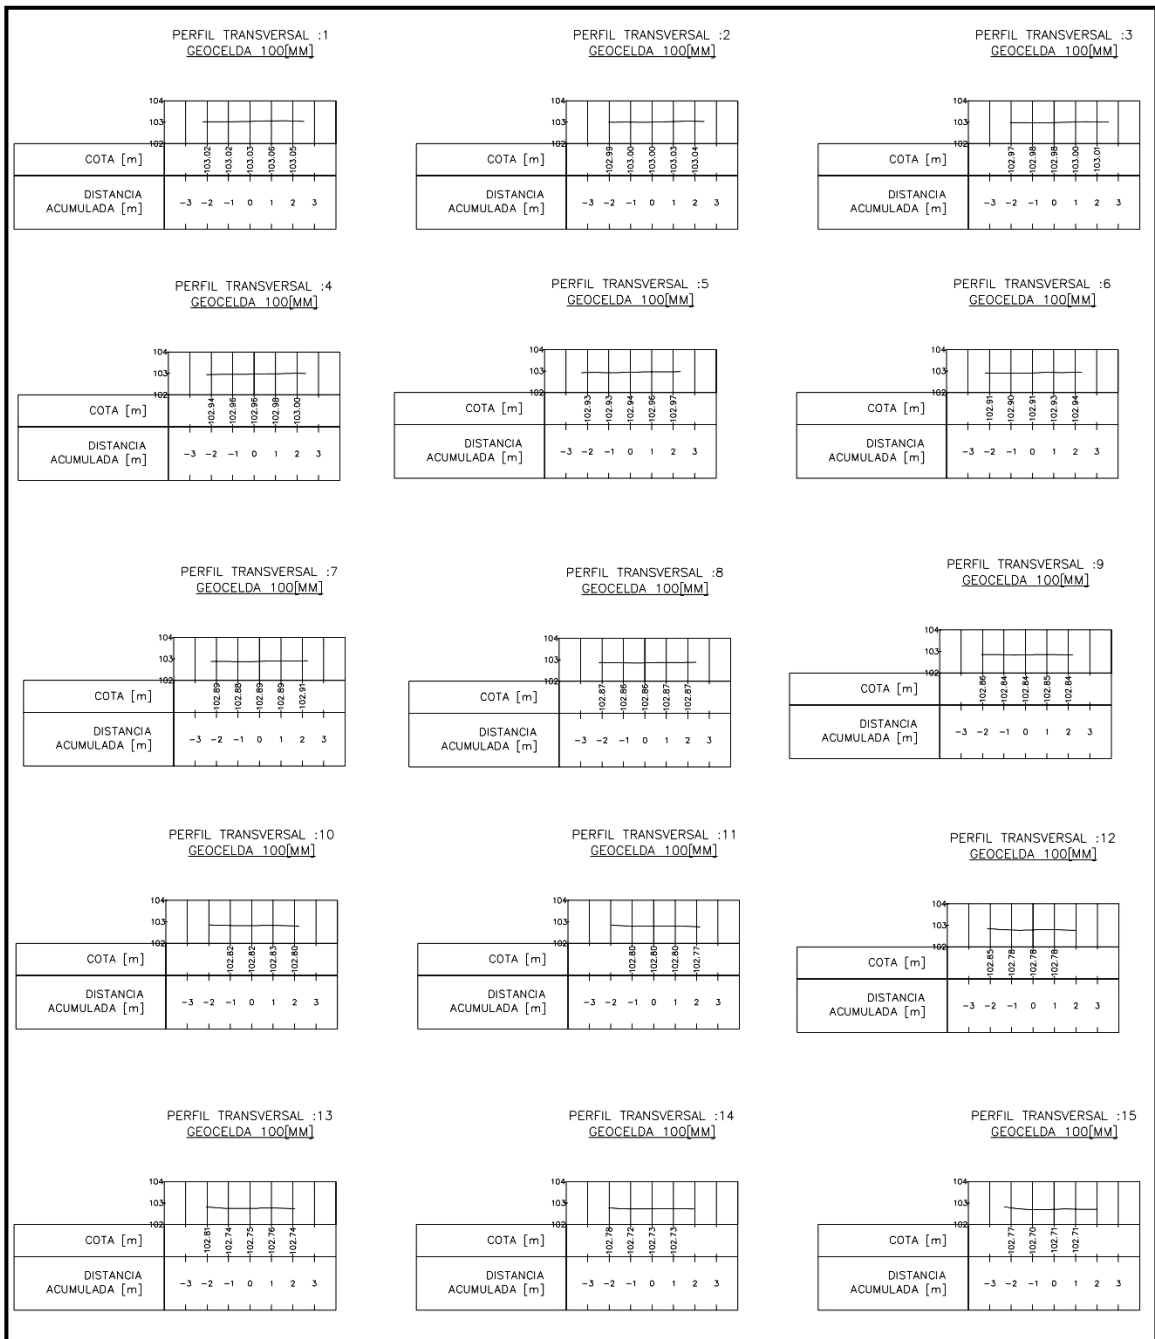 PERFIL TRANSVERSAL :1
GEOCELDA 100[MM]
104
103
102
COTA [m]
103.02 103.02 103.03 103.06 103.05
DISTANCIA
ACUMULADA [m]
-3 -2 -1 0 1 2 3
PERFIL TRANSVERSAL :2
GEOCELDA 100[MM]
104
103
102
COTA [m]
102.99 103.00 103.00 103.03 103.04
DISTANCIA
ACUMULADA [m]
-3 -2 -1 0 1 2 3
PERFIL TRANSVERSAL :3
GEOCELDA 100[MM]
104
103
102
COTA [m]
102.97 102.98 102.98 103.00 103.01
DISTANCIA
ACUMULADA [m]
-3 -2 -1 0 1 2 3
PERFIL TRANSVERSAL :4
GEOCELDA 100[MM]
104
103
102
COTA [m]
102.94 102.96 102.96 102.98 103.00
DISTANCIA
ACUMULADA [m]
-3 -2 -1 0 1 2 3
PERFIL TRANSVERSAL :5
GEOCELDA 100[MM]
104
103
102
COTA [m]
102.93 102.93 102.94 102.96 102.97
DISTANCIA
ACUMULADA [m]
-3 -2 -1 0 1 2 3
PERFIL TRANSVERSAL :6
GEOCELDA 100[MM]
104
103
102
COTA [m]
102.91 102.90 102.91 102.93 102.94
DISTANCIA
ACUMULADA [m]
-3 -2 -1 0 1 2 3
PERFIL TRANSVERSAL :7
GEOCELDA 100[MM]
104
103
102
COTA [m]
102.89 102.88 102.89 102.89 102.91
DISTANCIA
ACUMULADA [m]
-3 -2 -1 0 1 2 3
PERFIL TRANSVERSAL :8
GEOCELDA 100[MM]
104
103
102
COTA [m]
102.87 102.86 102.86 102.87 102.87
DISTANCIA
ACUMULADA [m]
-3 -2 -1 0 1 2 3
PERFIL TRANSVERSAL :9
GEOCELDA 100[MM]
104
103
102
COTA [m]
102.86 102.84 102.84 102.85 102.84
DISTANCIA
ACUMULADA [m]
-3 -2 -1 0 1 2 3
PERFIL TRANSVERSAL :10
GEOCELDA 100[MM]
104
103
102
COTA [m]
102.82 102.82 102.83 102.80
DISTANCIA
ACUMULADA [m]
-3 -2 -1 0 1 2 3
PERFIL TRANSVERSAL :11
GEOCELDA 100[MM]
104
103
102
COTA [m]
102.80 102.80 102.80 102.77
DISTANCIA
ACUMULADA [m]
-3 -2 -1 0 1 2 3
PERFIL TRANSVERSAL :12
GEOCELDA 100[MM]
104
103
102
COTA [m]
102.85 102.78 102.78 102.78
DISTANCIA
ACUMULADA [m]
-3 -2 -1 0 1 2 3
PERFIL TRANSVERSAL :13
GEOCELDA 100[MM]
104
103
102
COTA [m]
102.81 102.74 102.75 102.76 102.74
DISTANCIA
ACUMULADA [m]
-3 -2 -1 0 1 2 3
PERFIL TRANSVERSAL :14
GEOCELDA 100[MM]
104
103
102
COTA [m]
102.78 102.72 102.73 102.73
DISTANCIA
ACUMULADA [m]
-3 -2 -1 0 1 2 3
PERFIL TRANSVERSAL :15
GEOCELDA 100[MM]
104
103
102
COTA [m]
102.77 102.70 102.71 102.71
DISTANCIA
ACUMULADA [m]
-3 -2 -1 0 1 2 3